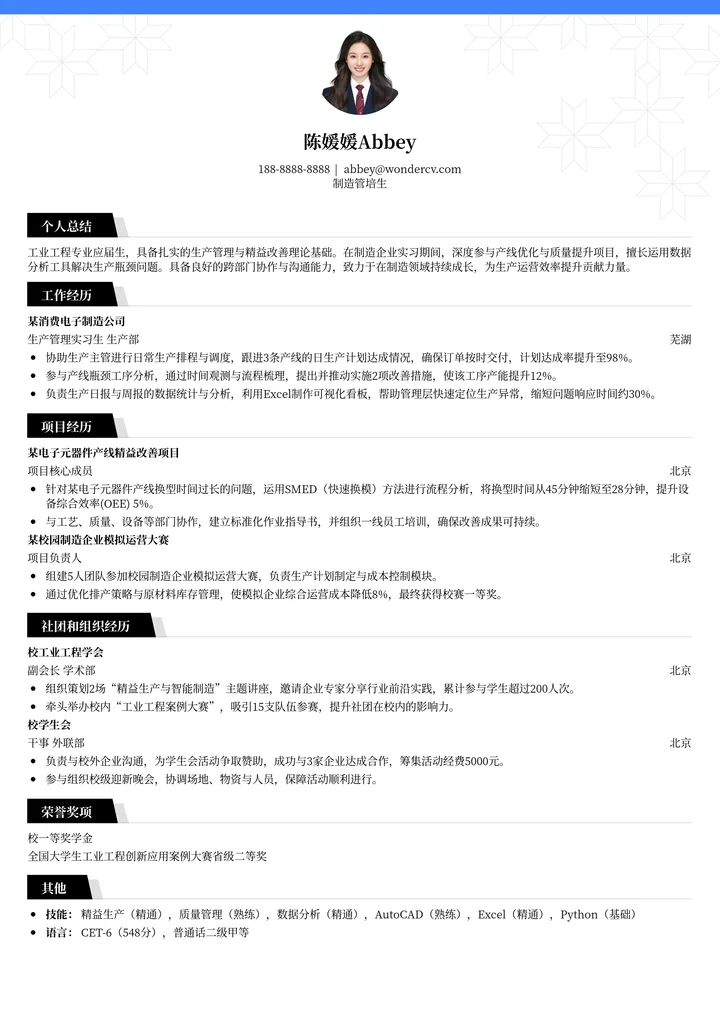 陈媛媛Abbey
188-8888-8888 | abbey@wondercv.com
制造管培生
个人总结
工业工程专业应届生，具备扎实的生产管理与精益改善理论基础。在制造企业实习期间，深度参与产线优化与质量提升项目，擅长运用数据
分析工具解决生产瓶颈问题。具备良好的跨部门协作与沟通能力，致力于在制造领域持续成长，为生产运营效率提升贡献力量。
工作经历
某消费电子制造公司
生产管理实习生 生产部 芜湖
● 协助生产主管进行日常生产排程与调度，跟进3条产线的日生产计划达成情况，确保订单按时交付，计划达成率提升至98%。
● 参与产线瓶颈工序分析，通过时间观测与流程梳理，提出并推动实施2项改善措施，使该工序产能提升12%。
● 负责生产日报与周报的数据统计与分析，利用Excel制作可视化看板，帮助管理层快速定位生产异常，缩短问题响应时间约30%。
项目经历
某电子元器件产线精益改善项目
项目核心成员 北京
● 针对某电子元器件产线换型时间过长的问题，运用SMED（快速换模）方法进行流程分析，将换型时间从45分钟缩短至28分钟，提升设
备综合效率(OEE) 5%。
● 与工艺、质量、设备等部门协作，建立标准化作业指导书，并组织一线员工培训，确保改善成果可持续。
某校园制造企业模拟运营大赛
项目负责人 北京
● 组建5人团队参加校园制造企业模拟运营大赛，负责生产计划制定与成本控制模块。
● 通过优化排产策略与原材料库存管理，使模拟企业综合运营成本降低8%，最终获得校赛一等奖。
社团和组织经历
校工业工程学会
副会长 学术部 北京
● 组织策划2场“精益生产与智能制造”主题讲座，邀请企业专家分享行业前沿实践，累计参与学生超过200人次。
● 牵头举办校内“工业工程案例大赛”，吸引15支队伍参赛，提升社团在校内的影响力。
校学生会
干事 外联部 北京
● 负责与校外企业沟通，为学生会活动争取赞助，成功与3家企业达成合作，筹集活动经费5000元。
● 参与组织校级迎新晚会，协调场地、物资与人员，保障活动顺利进行。
荣誉奖项
校一等奖学金
全国大学生工业工程创新应用案例大赛省级二等奖
其他
● 技能： 精益生产（精通），质量管理（熟练），数据分析（精通），AutoCAD（熟练），Excel（精通），Python（基础）
● 语言： CET-6（548分），普通话二级甲等